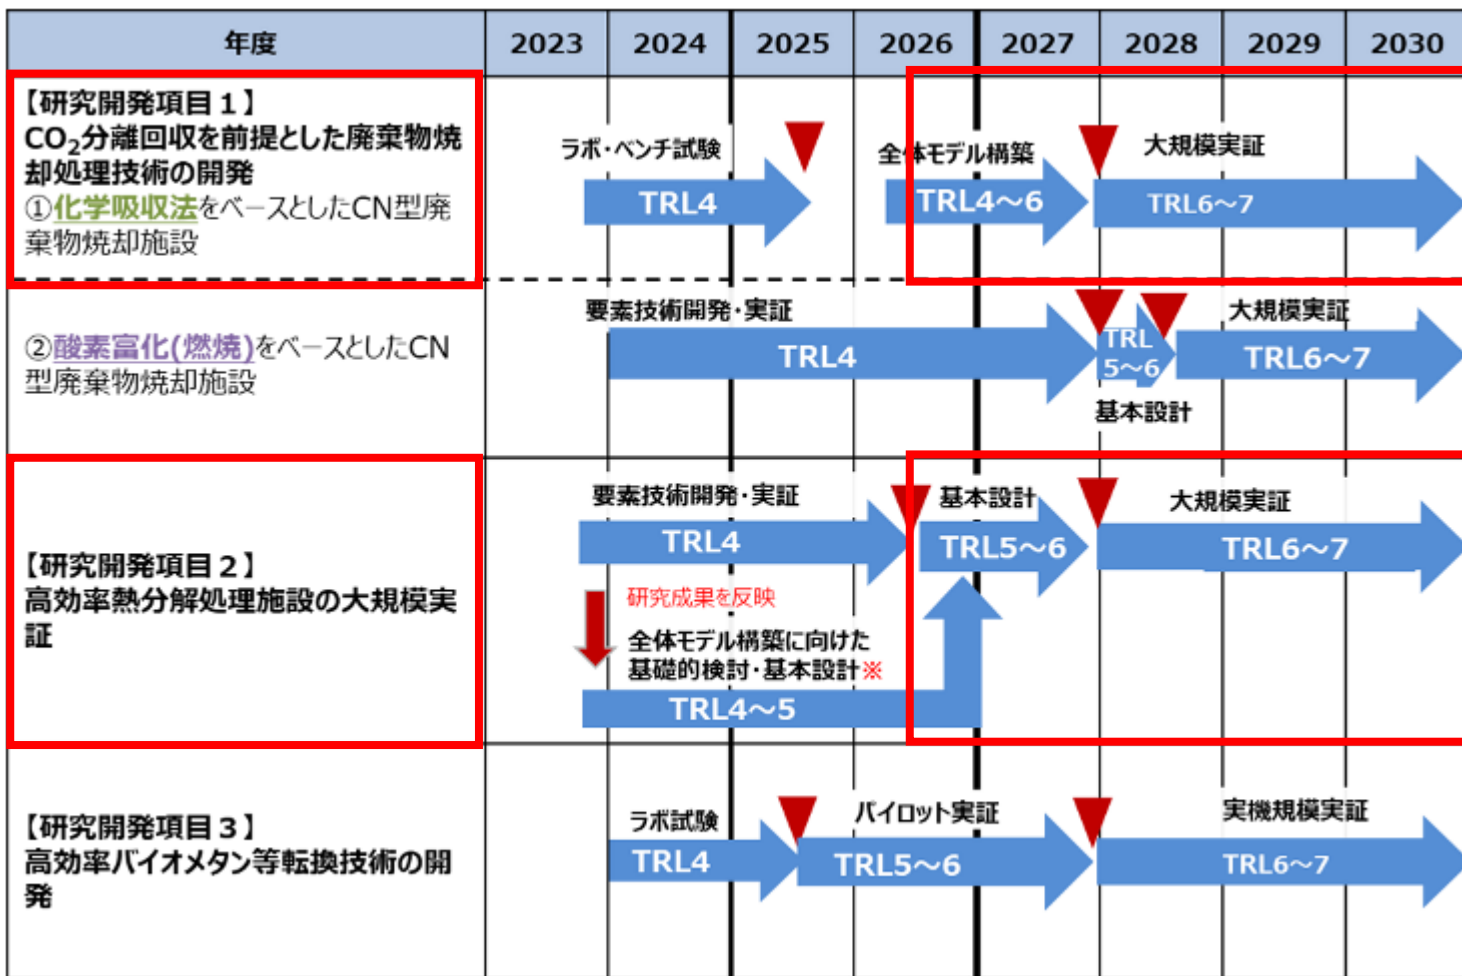 年度 2023 2024 2025 2026 2027 2028 2029 2030
【研究開発項目１】
CO₂分離回収を前提とした廃棄物焼
却処理技術の開発
①化学吸収法をベースとしたCN型廃
棄物焼却施設
ラボ・ベンチ試験
TRL4
全体モデル構築
TRL4～6
大規模実証
TRL6～7
②酸素富化(燃焼)をベースとしたCN
型廃棄物焼却施設
要素技術開発・実証
TRL4
TRL
5～6
基本設計
大規模実証
TRL6～7
【研究開発項目２】
高効率熱分解処理施設の大規模実
証
要素技術開発・実証
TRL4
基本設計
TRL5～6
大規模実証
TRL6～7
研究成果を反映
全体モデル構築に向けた
基礎的検討・基本設計※
TRL4～5
【研究開発項目３】
高効率バイオメタン等転換技術の開
発
ラボ試験
TRL4
パイロット実証
TRL5～6
実機規模実証
TRL6～7